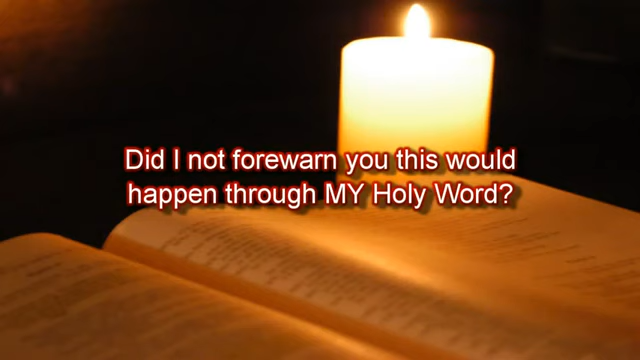 Did I not forewarn you this would
happen through MY Holy Word?